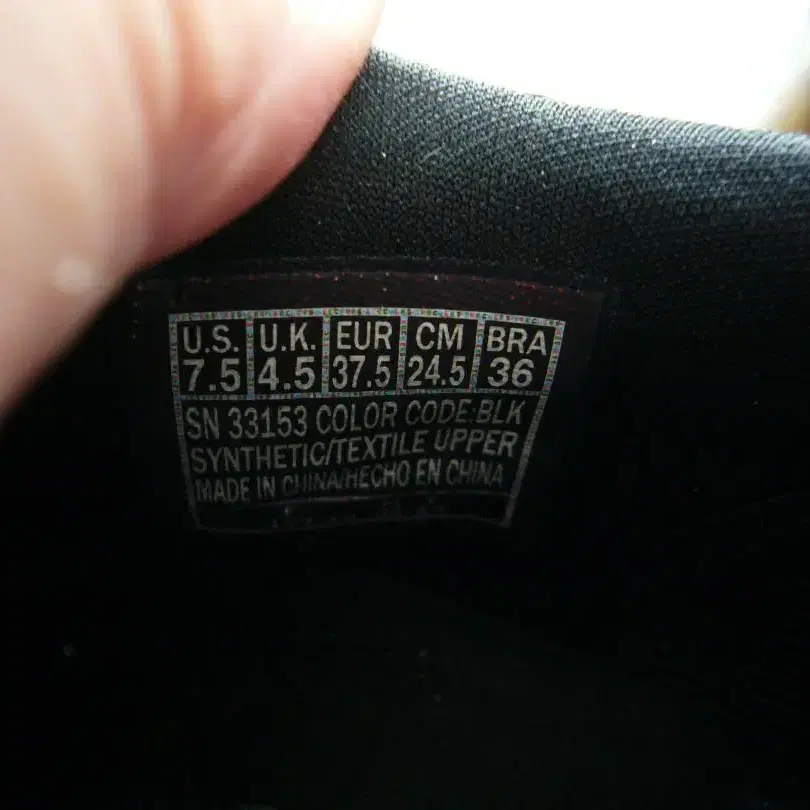 U.S. U.K. EUR CM BRA
7.5 4.5 37.5 24.5 36
SN 33153 COLOR CODE:BLK
SYNTHETIC/TEXTILE UPPER
MADE IN CHINA/HECHO EN CHINA